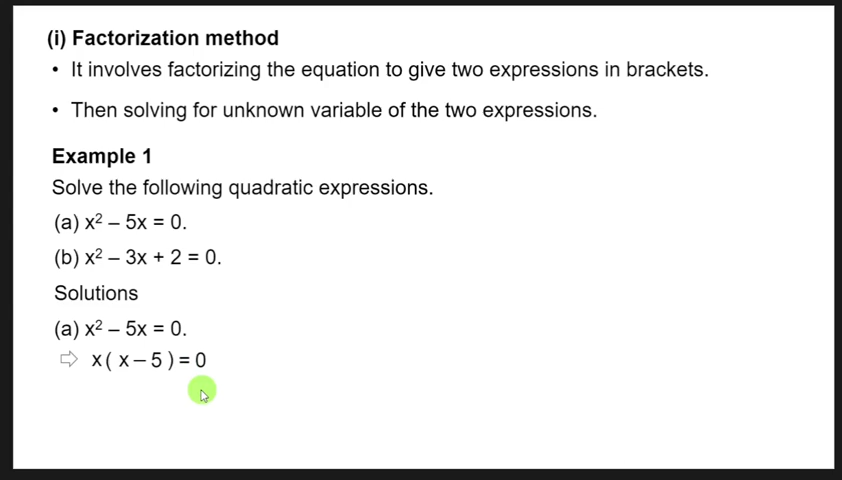 (i) Factorization method
• It involves factorizing the equation to give two expressions in brackets.
• Then solving for unknown variable of the two expressions.
Example 1
Solve the following quadratic expressions.
(a) x² – 5x = 0.
(b) x² – 3x + 2 = 0.
Solutions
(a) x² – 5x = 0.
⇨ x( x – 5 ) = 0